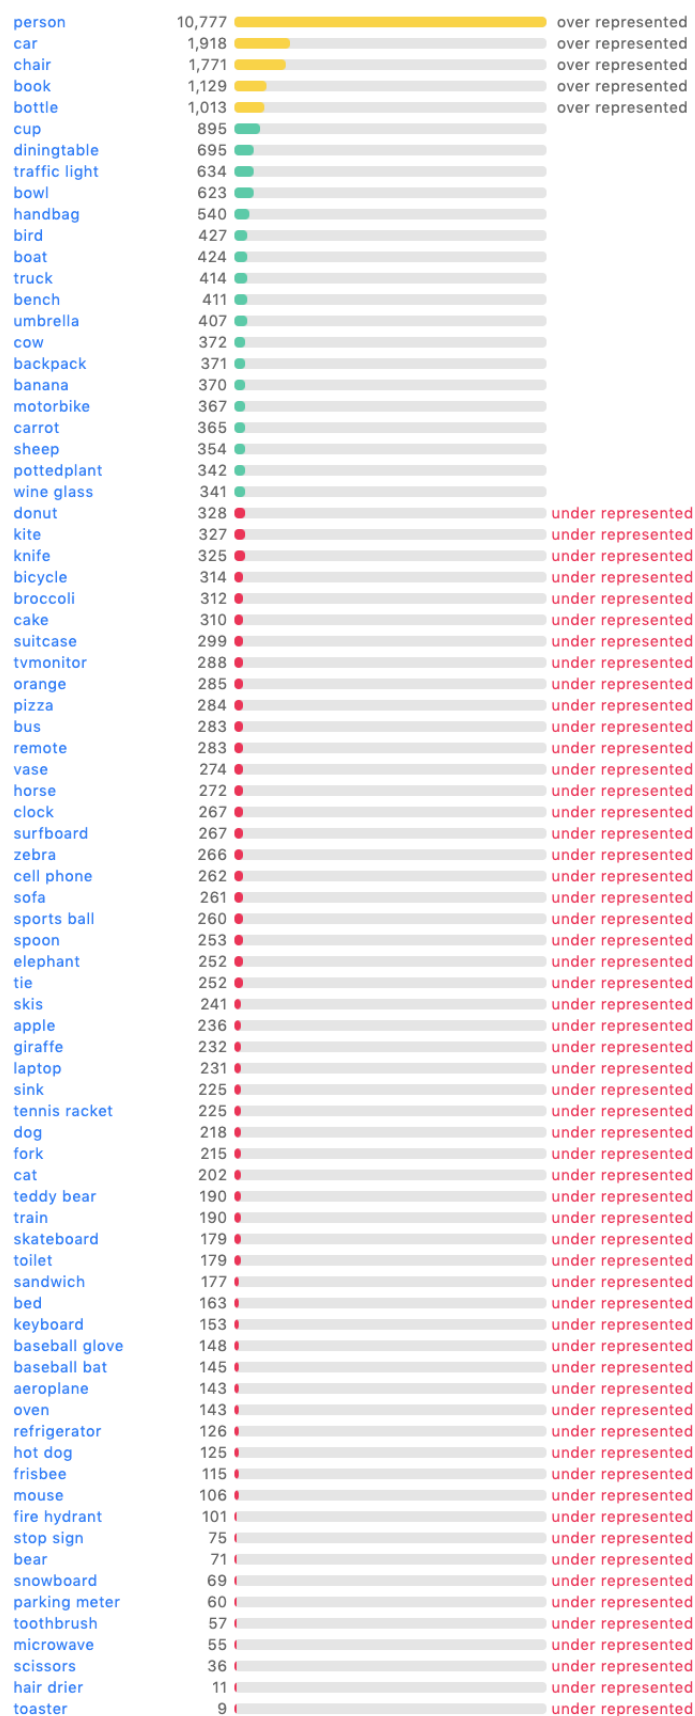 person 10,777 over represented
car 1,918 over represented
chair 1,771 over represented
book 1,129 over represented
bottle 1,013 over represented
cup 895
diningtable 695
traffic light 634
bowl 623
handbag 540
bird 427
boat 424
truck 414
bench 411
umbrella 407
cow 372
backpack 371
banana 370
motorbike 367
carrot 365
sheep 354
pottedplant 342
wine glass 341
donut 328 under represented
kite 327 under represented
knife 325 under represented
bicycle 314 under represented
broccoli 312 under represented
cake 310 under represented
suitcase 299 under represented
tvmonitor 288 under represented
orange 285 under represented
pizza 284 under represented
bus 283 under represented
remote 283 under represented
vase 274 under represented
horse 272 under represented
clock 267 under represented
surfboard 267 under represented
zebra 266 under represented
cell phone 262 under represented
sofa 261 under represented
sports ball 260 under represented
spoon 253 under represented
elephant 252 under represented
tie 252 under represented
skis 241 under represented
apple 236 under represented
giraffe 232 under represented
laptop 231 under represented
sink 225 under represented
tennis racket 225 under represented
dog 218 under represented
fork 215 under represented
cat 202 under represented
teddy bear 190 under represented
train 190 under represented
skateboard 179 under represented
toilet 179 under represented
sandwich 177 under represented
bed 163 under represented
keyboard 153 under represented
baseball glove 148 under represented
baseball bat 145 under represented
aeroplane 143 under represented
oven 143 under represented
refrigerator 126 under represented
hot dog 125 under represented
frisbee 115 under represented
mouse 106 under represented
fire hydrant 101 under represented
stop sign 75 under represented
bear 71 under represented
snowboard 69 under represented
parking meter 60 under represented
toothbrush 57 under represented
microwave 55 under represented
scissors 36 under represented
hair drier 11 under represented
toaster 9 under represented